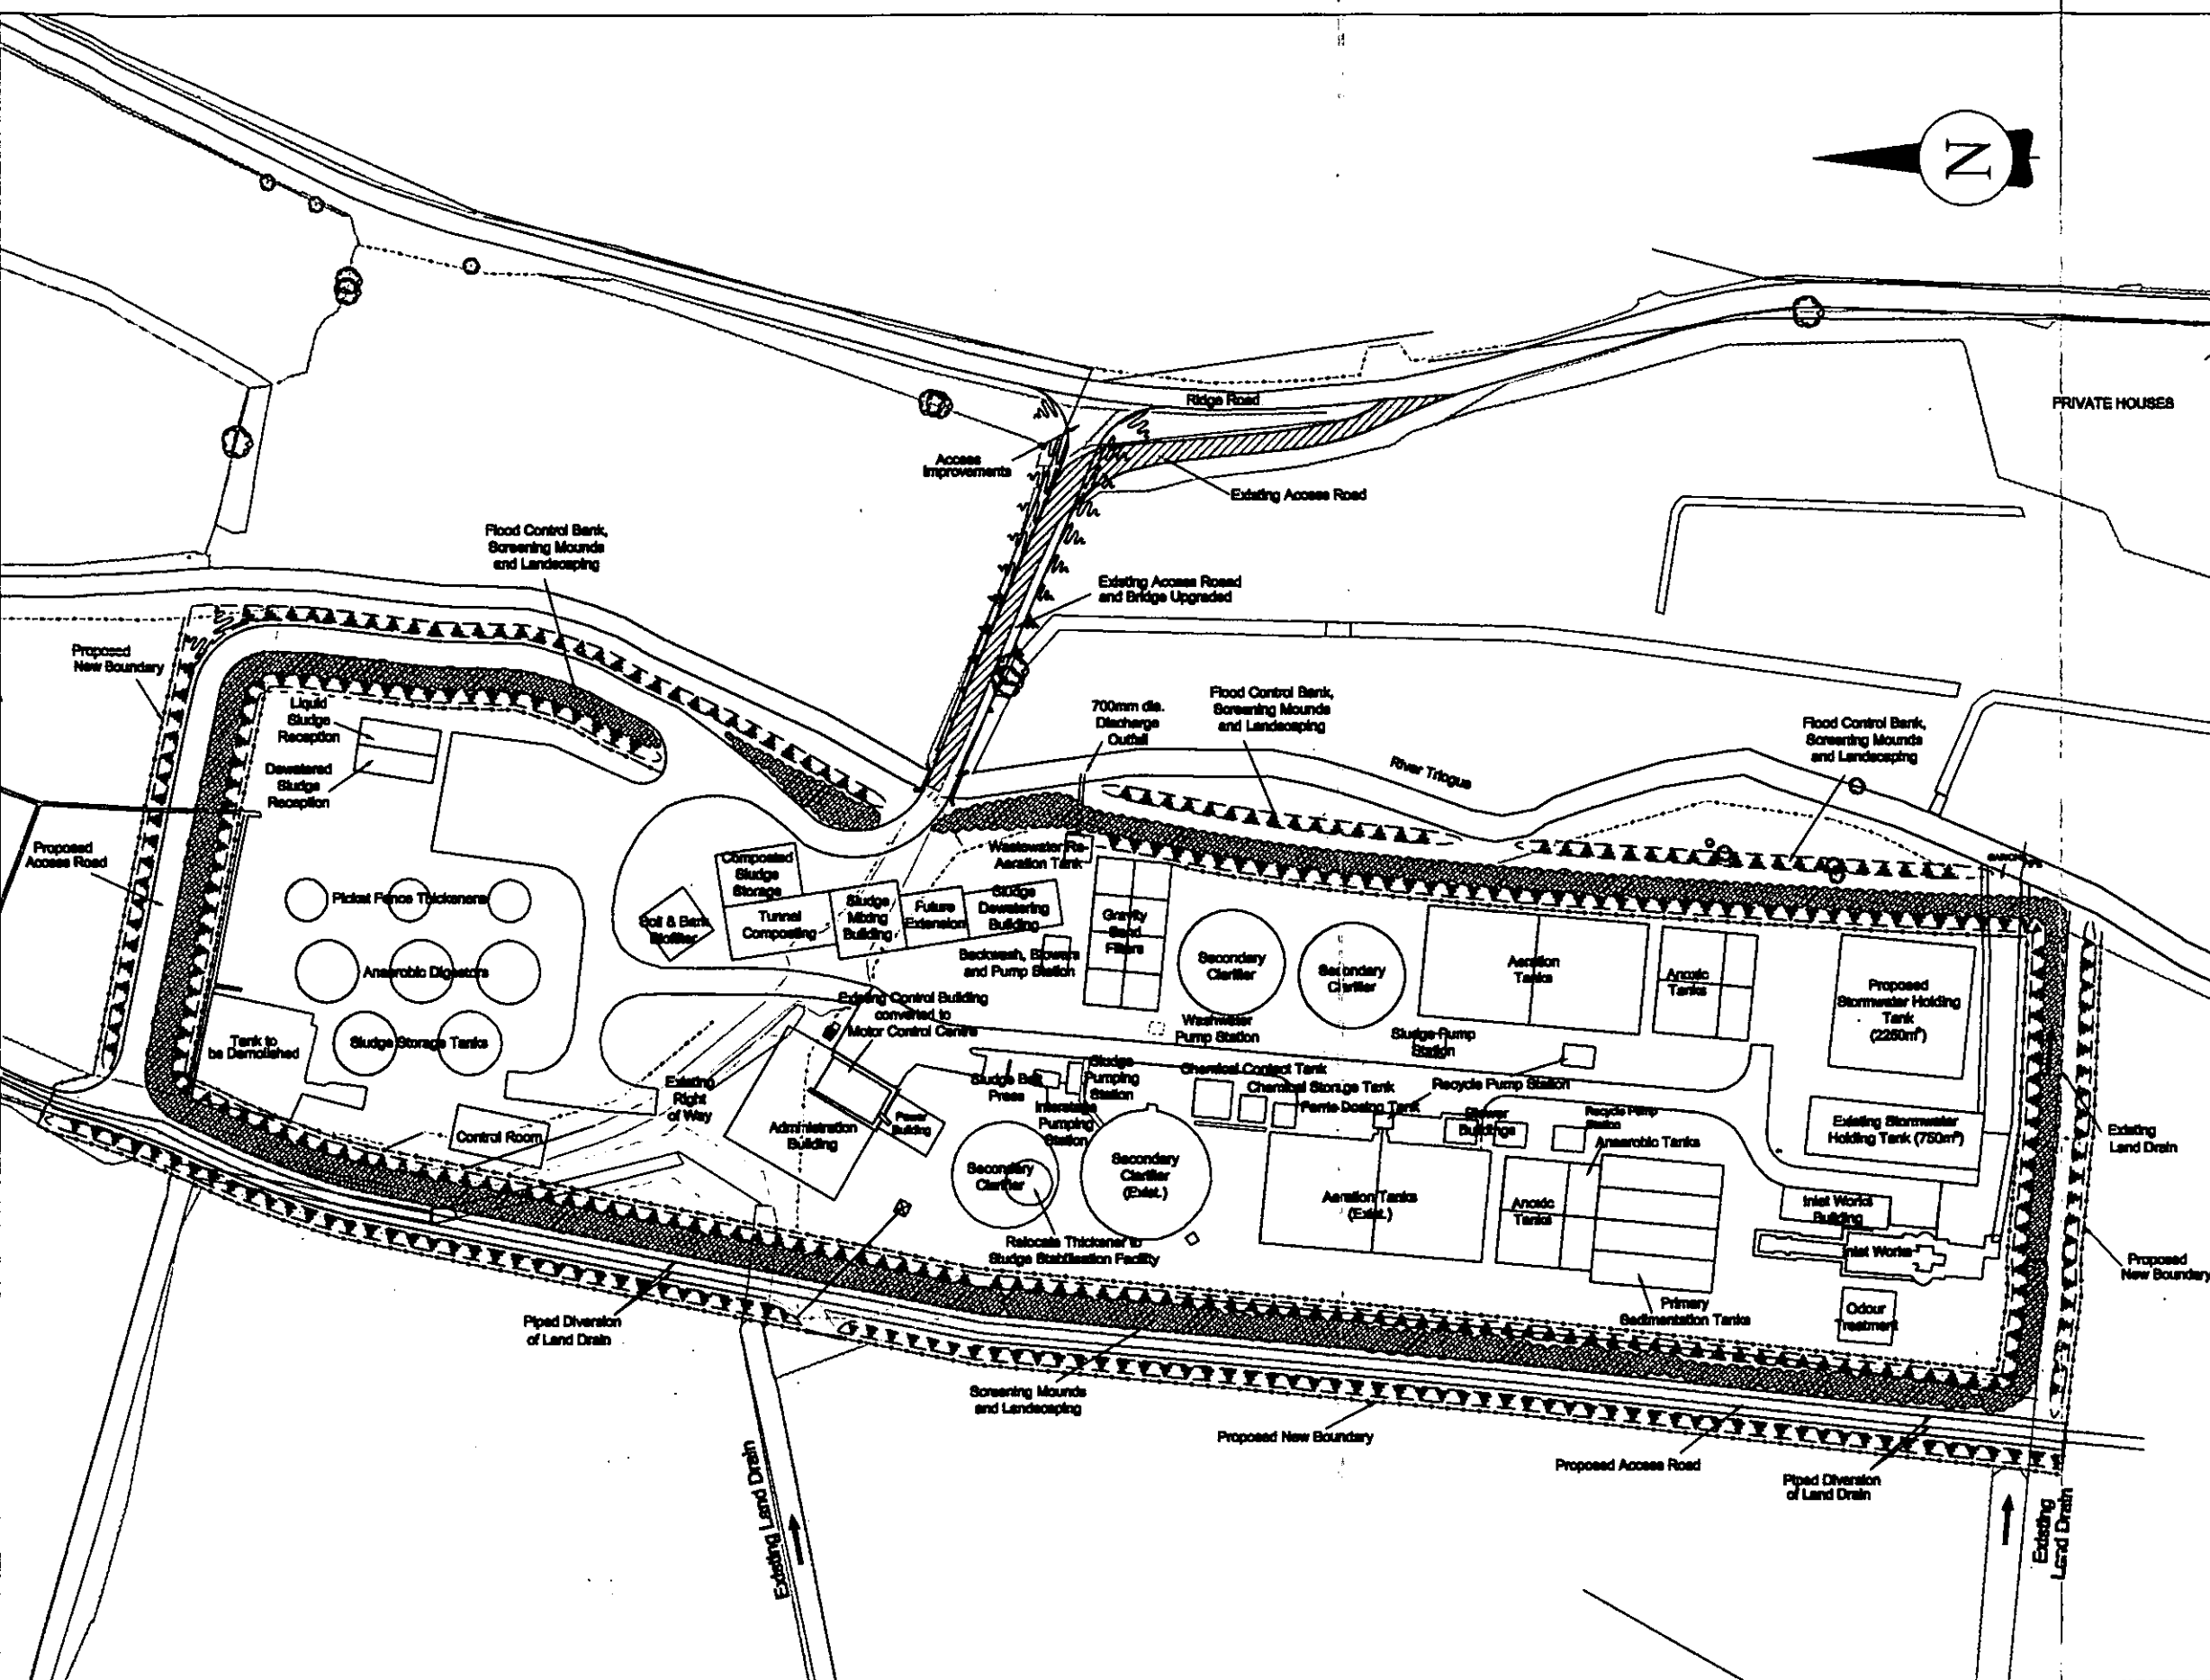 N
Ridge Road
PRIVATE HOUSES
Access
Improvements
Existing Access Road
Flood Control Bank,
Screening Mounds
and Landscaping
Existing Access Roaed
and Bridge Upgraded
Proposed
New Boundary
Liquid
Sludge
Reception
Dewatered
Sludge
Reception
700mm dia.
Discharge
Outfall
Flood Control Bank,
Screening Mounds
and Landscaping
River Triogue
Flood Control Bank,
Screening Mounds
and Landscaping
Proposed
Access Road
Picket Fence Thickeners
Anaerobic Digestors
Sludge Storage Tanks
Tank to
be Demolished
Control Room
Composted
Sludge
Storage
Soil & Bark
Biofilter
Tunnel
Composting
Sludge
Mixing
Building
Future
Extension
Sludge
Dewatering
Building
Wastewater Re-
Aeration Tank
Backwash, Blowers
and Pump Station
Gravity
Sand
Filters
Secondary
Clarifier
Secondary
Clarifier
Aeration
Tanks
Anoxic
Tanks
Proposed
Stormwater Holding
Tank
(2250m³)
Existing Control Building
converted to
Motor Control Centre
Washwater
Pump Station
Sludge Pump
Station
Existing
Right
of Way
Administration
Building
Power
Building
Sludge Belt
Press
Sludge
Pumping
Station
Interstage
Pumping
Station
Chemical Contact Tank
Chemical Storage Tank
Ferric Dosing Tank
Recycle Pump Station
Blower
Buildings
Recycle Pump
Station
Anaerobic Tanks
Existing Stormwater
Holding Tank (750m³)
Existing
Land Drain
Secondary
Clarifier
Secondary
Clarifier
(Exist.)
Aeration Tanks
(Exist.)
Anoxic
Tanks
Inlet Works
Building
Inlet Works
Relocate Thickener to
Sludge Stabilisation Facility
Primary
Sedimentation Tanks
Odour
Treatment
Proposed
New Boundary
Piped Diversion
of Land Drain
Screening Mounds
and Landscaping
Proposed New Boundary
Proposed Access Road
Piped Diversion
of Land Drain
Existing Land Drain
Existing
Land Drain